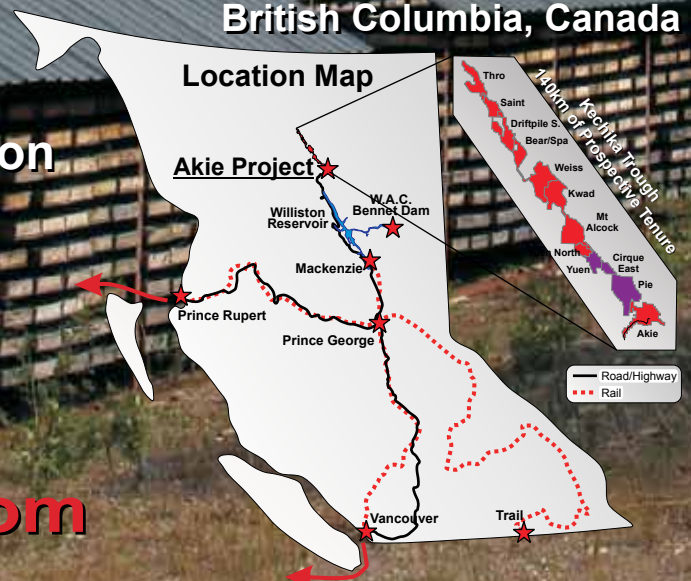 British Columbia, Canada
Location Map
on
Akie Project
Williston
Reservoir
W.A.C.
Bennet Dam
Mackenzie
Prince Rupert
Prince George
Vancouver
Trail
om
Kechika Trough
140km of Prospective Tenure
Thro
Saint
Driftpile S.
Bear/Spa
Weiss
Kwad
Mt
Alcock
North
Yuen
Cirque
East
Pie
Akie
Road/Highway
Rail